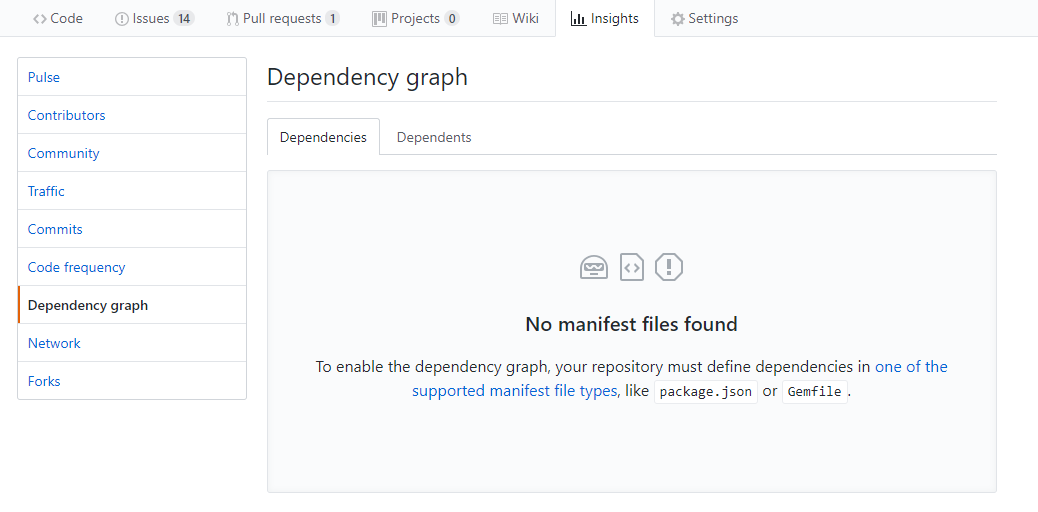 Code Issues 14 Pull requests 1 Projects 0 Wiki Insights Settings
Pulse
Contributors
Community
Traffic
Commits
Code frequency
Dependency graph
Network
Forks
Dependency graph
Dependencies Dependents
No manifest files found
To enable the dependency graph, your repository must define dependencies in one of the
supported manifest file types, like package.json or Gemfile.